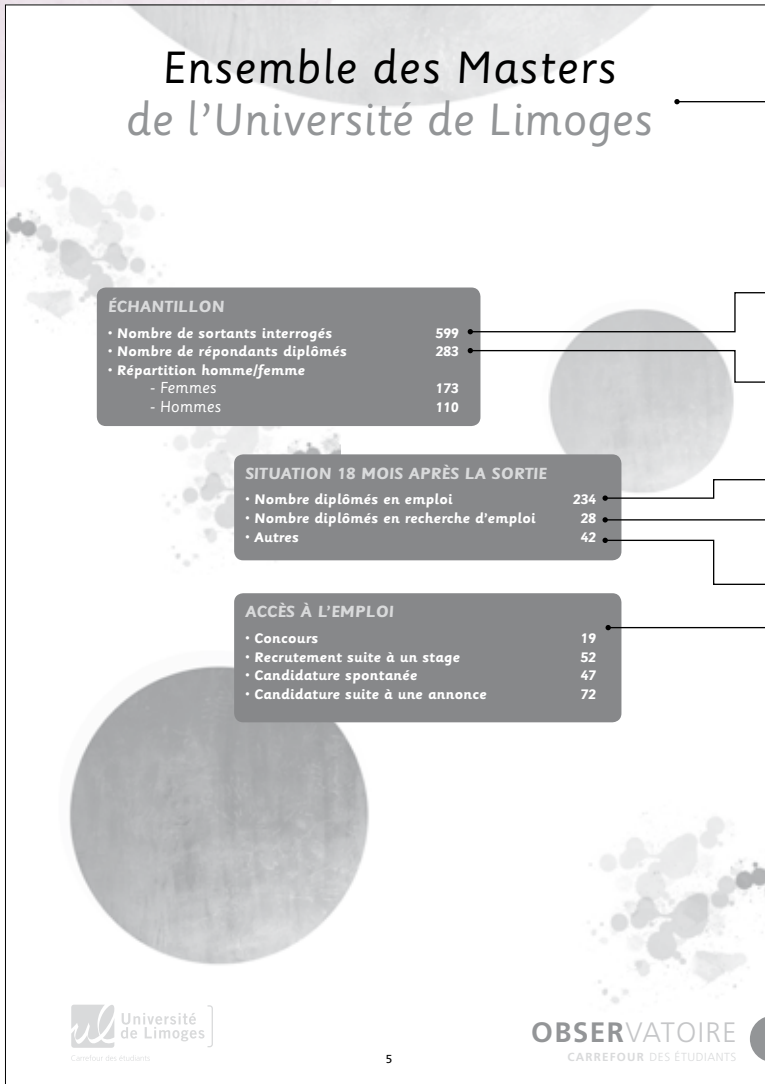 Ensemble des Masters
de l'Université de Limoges
ÉCHANTILLON
• Nombre de sortants interrogés 599
• Nombre de répondants diplômés 283
• Répartition homme/femme
- Femmes 173
- Hommes 110
SITUATION 18 MOIS APRÈS LA SORTIE
• Nombre diplômés en emploi 234
• Nombre diplômés en recherche d'emploi 28
• Autres 42
ACCÈS À L'EMPLOI
• Concours 19
• Recrutement suite à un stage 52
• Candidature spontanée 47
• Candidature suite à une annonce 72
Université
de Limoges
Carrefour des étudiants
5
OBSERVATOIRE
CARREFOUR DES ÉTUDIANTS